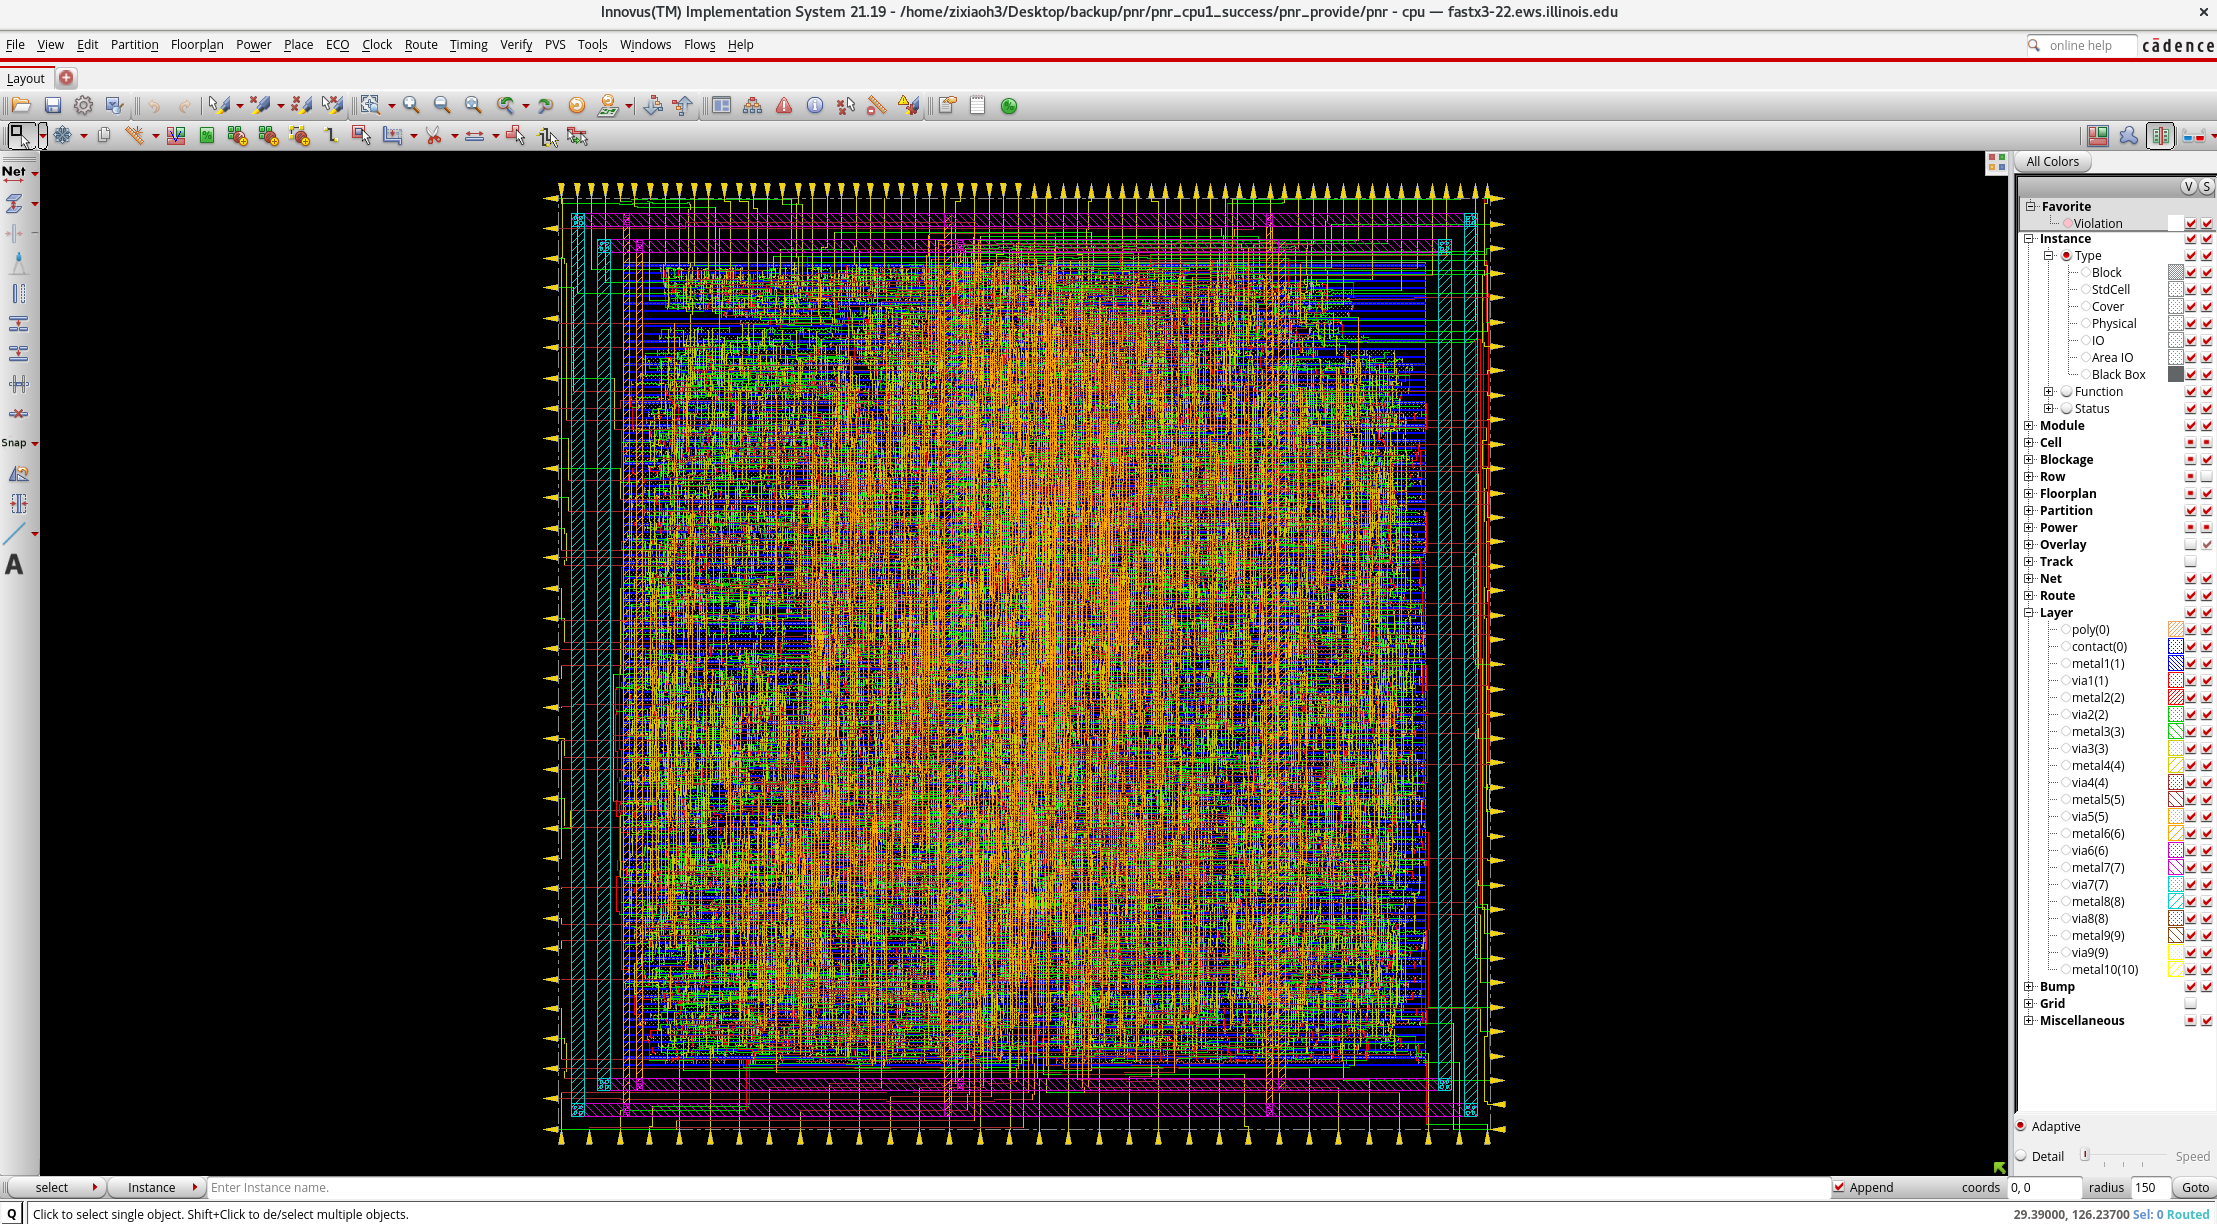 Innovus(TM) Implementation System 21.19 - /home/zixiaoh3/Desktop/backup/pnr/pnr_cpu1_success/pnr_provide/pnr - cpu — fastx3-22.ews.illinois.edu
File View Edit Partition Floorplan Power Place ECO Clock Route Timing Verify PVS Tools Windows Flows Help
online help
cādence
Layout
Net
Snap
A
All Colors
V S
Favorite
Violation
Instance
Type
Block
StdCell
Cover
Physical
IO
Area IO
Black Box
Function
Status
Module
Cell
Blockage
Row
Floorplan
Partition
Power
Overlay
Track
Net
Route
Layer
poly(0)
contact(0)
metal1(1)
via1(1)
metal2(2)
via2(2)
metal3(3)
via3(3)
metal4(4)
via4(4)
metal5(5)
via5(5)
metal6(6)
via6(6)
metal7(7)
via7(7)
metal8(8)
via8(8)
metal9(9)
via9(9)
metal10(10)
Bump
Grid
Miscellaneous
Adaptive
Detail Speed
select Instance Enter Instance name. Append coords 0, 0 radius 150 Goto
Q Click to select single object. Shift+Click to de/select multiple objects. 29.39000, 126.23700 Sel: 0 Routed